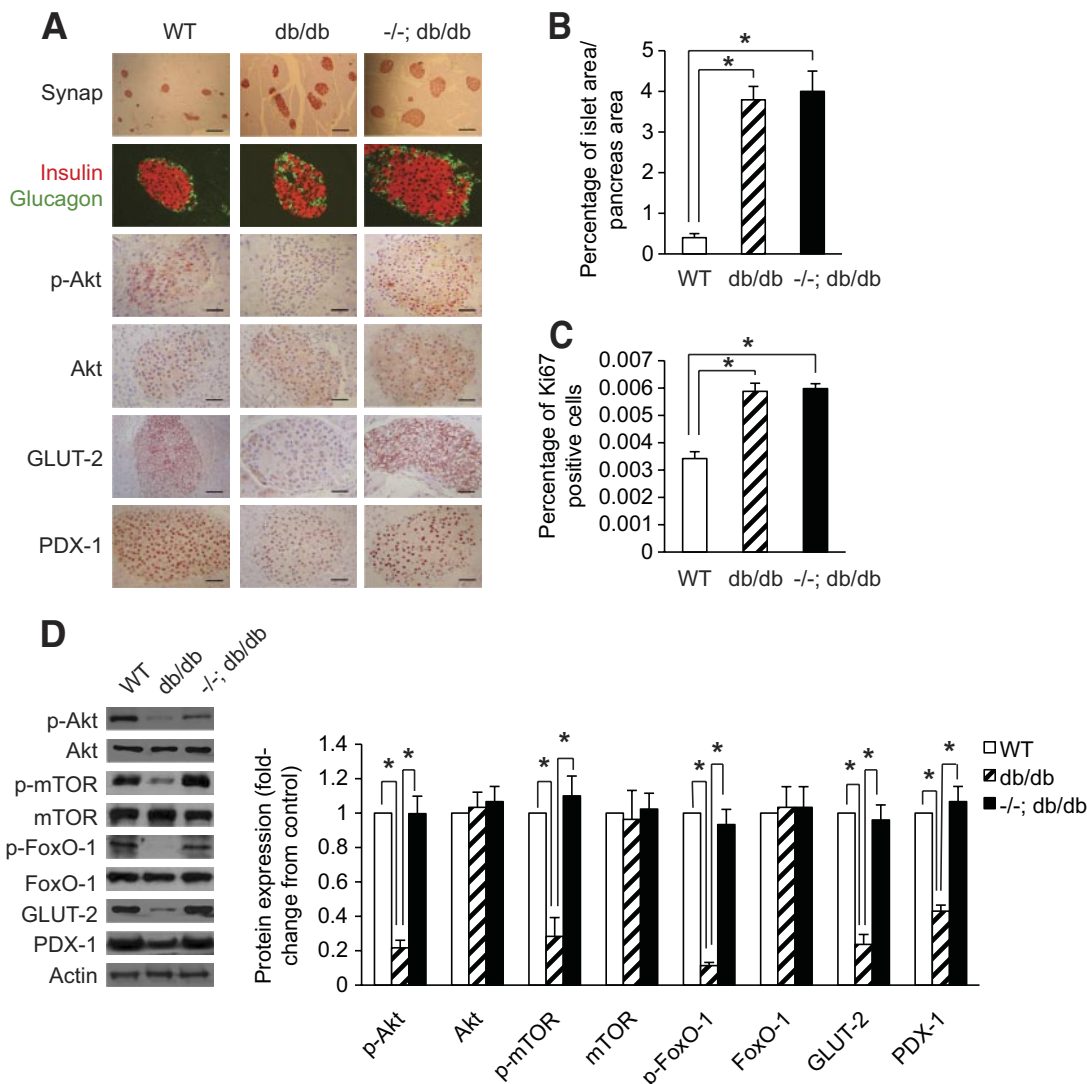 A
WT
db/db
-/-; db/db
Synap
Insulin
Glucagon
p-Akt
Akt
GLUT-2
PDX-1
B
Percentage of islet area/
pancreas area
5
4
3
2
1
0
*
*
WT
db/db
-/-; db/db
C
Percentage of Ki67
positive cells
0.007
0.006
0.005
0.004
0.003
0.002
0.001
0
*
*
WT
db/db
-/-; db/db
D
WT
db/db
-/-; db/db
p-Akt
Akt
p-mTOR
mTOR
p-FoxO-1
FoxO-1
GLUT-2
PDX-1
Actin
Protein expression (fold-
change from control)
1.4
1.2
1
0.8
0.6
0.4
0.2
0
* *
* *
* *
* *
* *
WT
db/db
-/-; db/db
p-Akt
Akt
p-mTOR
mTOR
p-FoxO-1
FoxO-1
GLUT-2
PDX-1